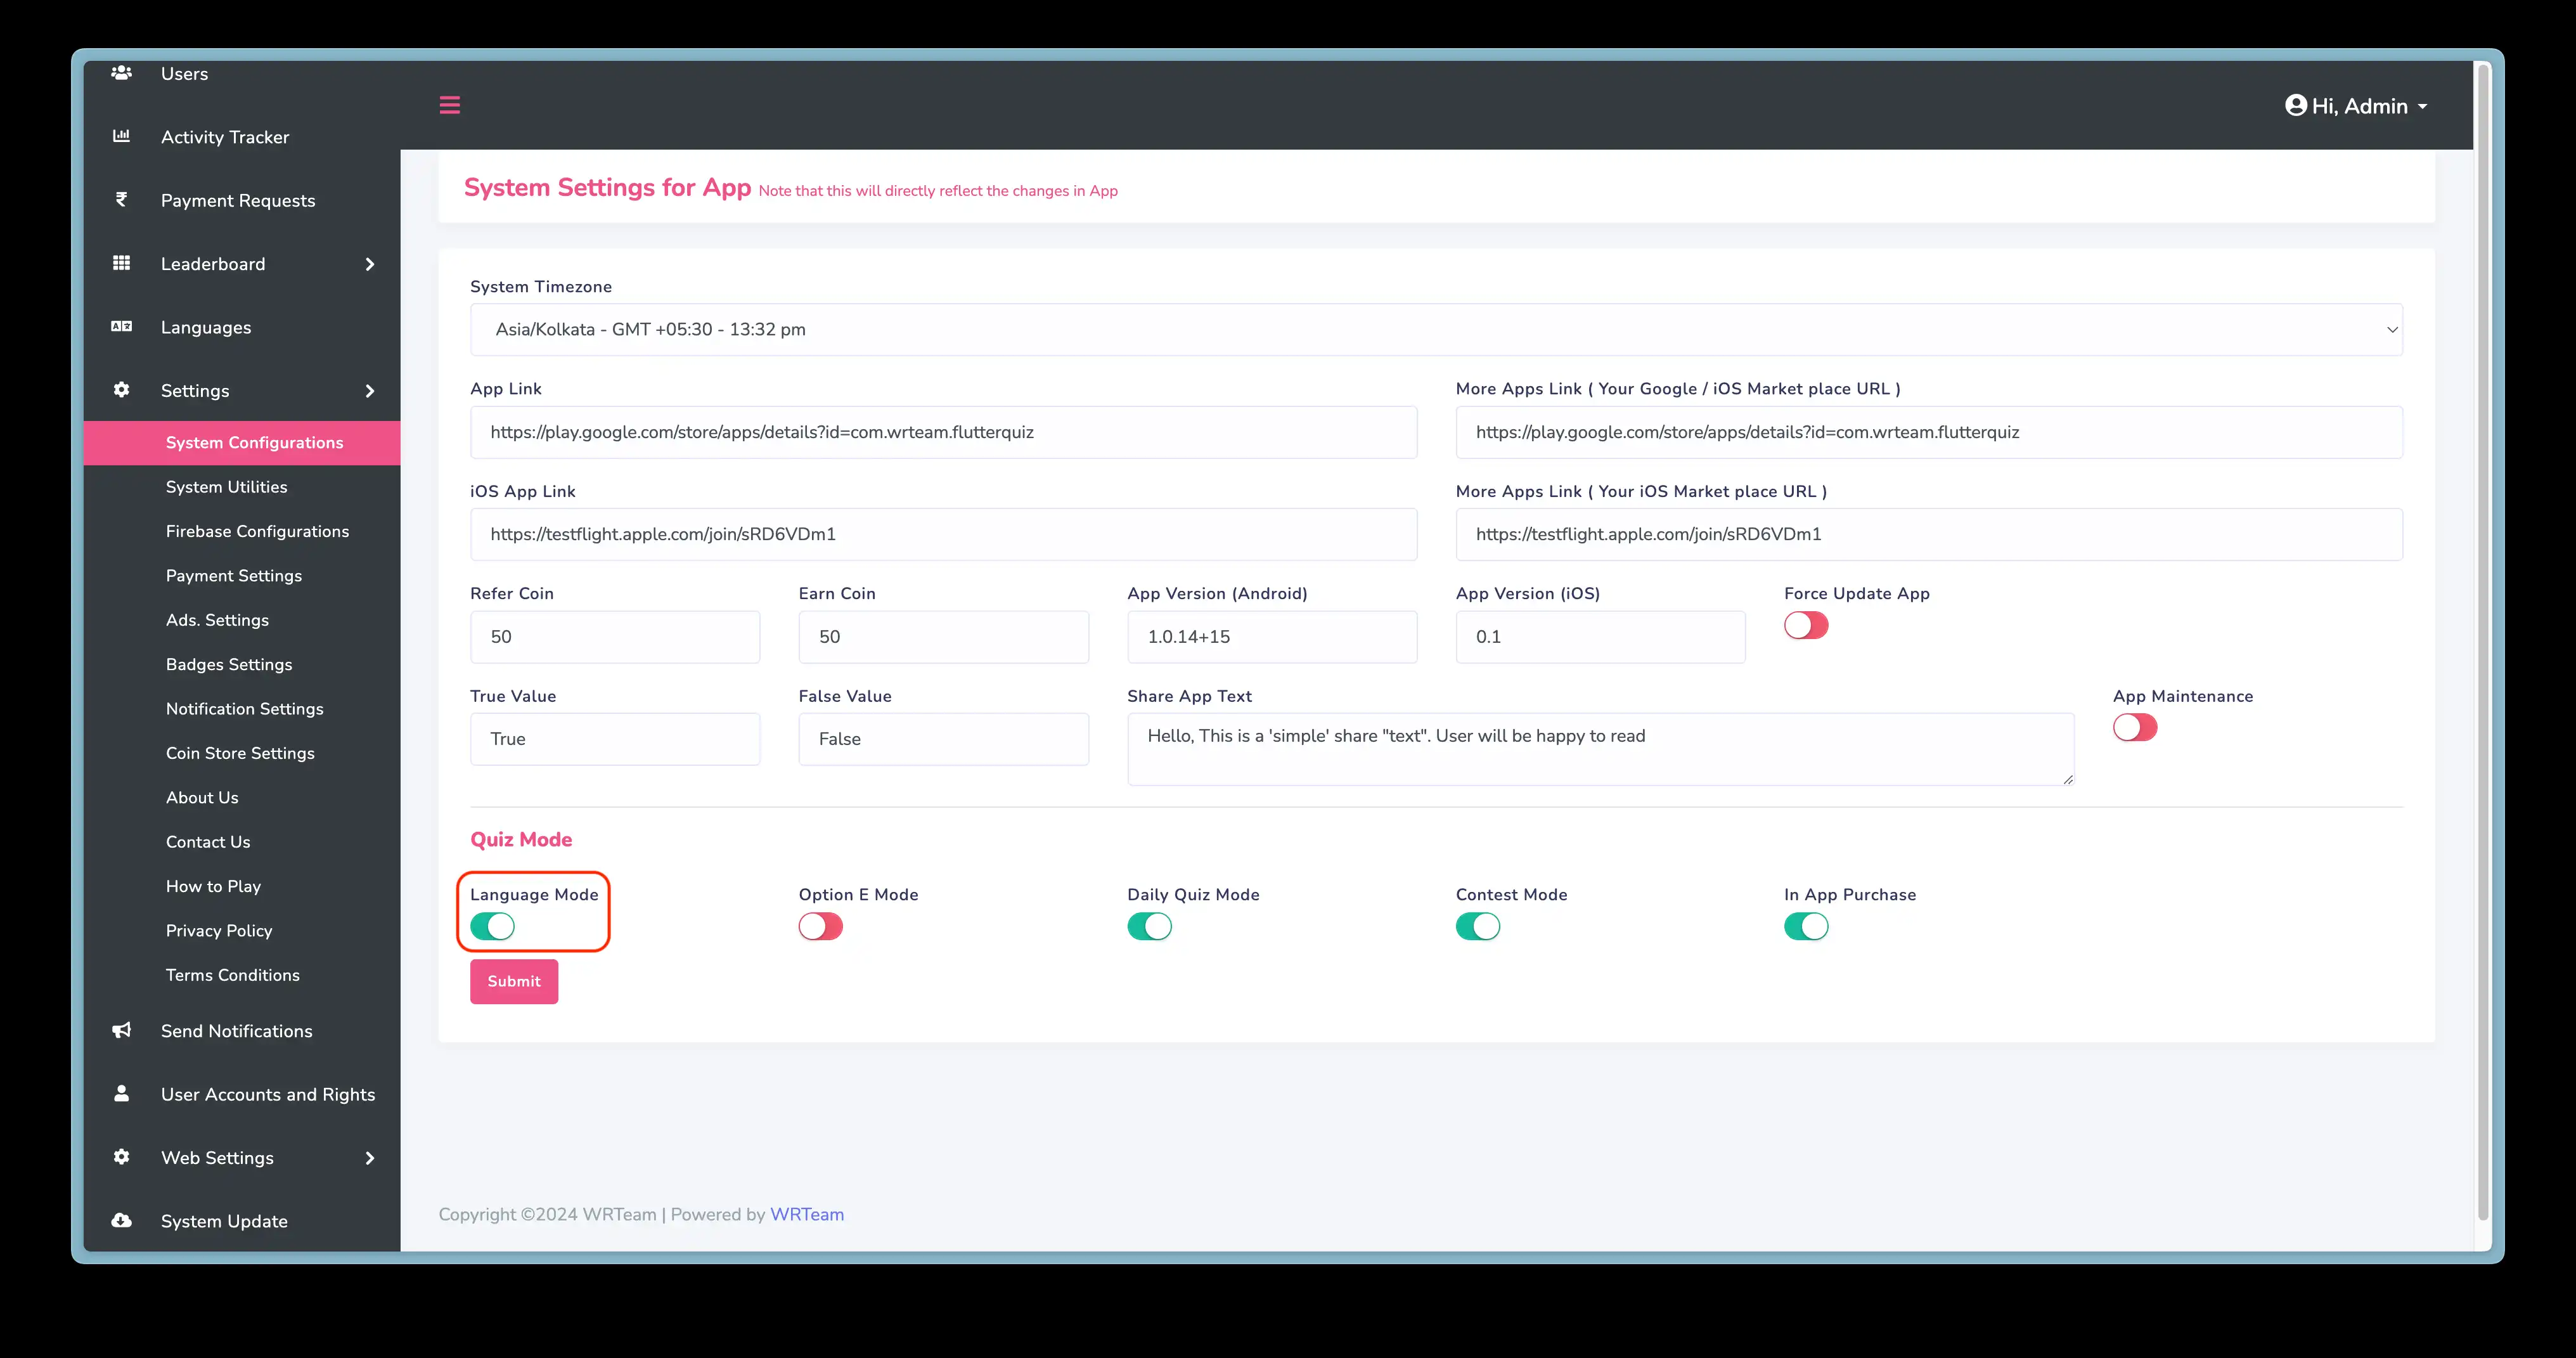 Users
Activity Tracker
Payment Requests
Leaderboard
Languages
Settings
System Configurations
System Utilities
Firebase Configurations
Payment Settings
Ads. Settings
Badges Settings
Notification Settings
Coin Store Settings
About Us
Contact Us
How to Play
Privacy Policy
Terms Conditions
Send Notifications
User Accounts and Rights
Web Settings
System Update
Hi, Admin
System Settings for App Note that this will directly reflect the changes in App
System Timezone
Asia/Kolkata - GMT +05:30 - 13:32 pm
App Link
https://play.google.com/store/apps/details?id=com.wrteam.flutterquiz
More Apps Link ( Your Google / iOS Market place URL )
https://play.google.com/store/apps/details?id=com.wrteam.flutterquiz
iOS App Link
https://testflight.apple.com/join/sRD6VDm1
More Apps Link ( Your iOS Market place URL )
https://testflight.apple.com/join/sRD6VDm1
Refer Coin
50
Earn Coin
50
App Version (Android)
1.0.14+15
App Version (iOS)
0.1
Force Update App
True Value
True
False Value
False
Share App Text
Hello, This is a 'simple' share "text". User will be happy to read
App Maintenance
Quiz Mode
Language Mode
Option E Mode
Daily Quiz Mode
Contest Mode
In App Purchase
Submit
Copyright ©2024 WRTeam | Powered by WRTeam